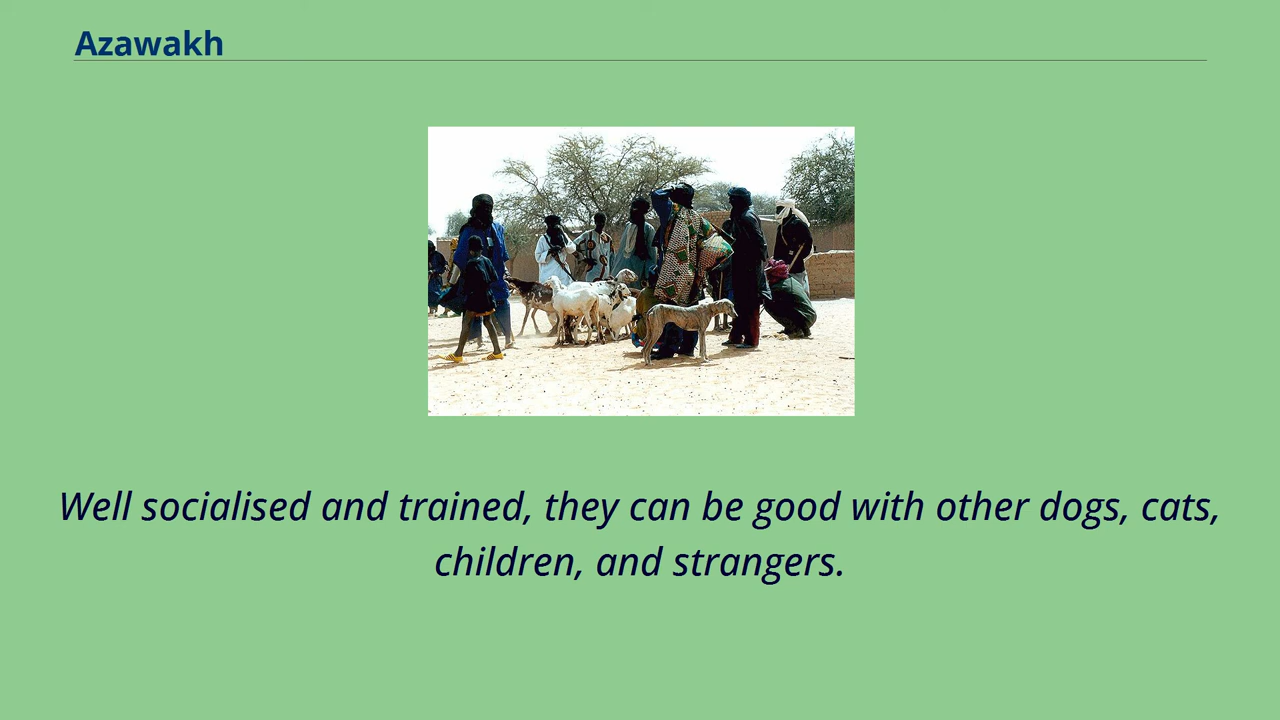 Azawakh
Well socialised and trained, they can be good with other dogs, cats,
children, and strangers.